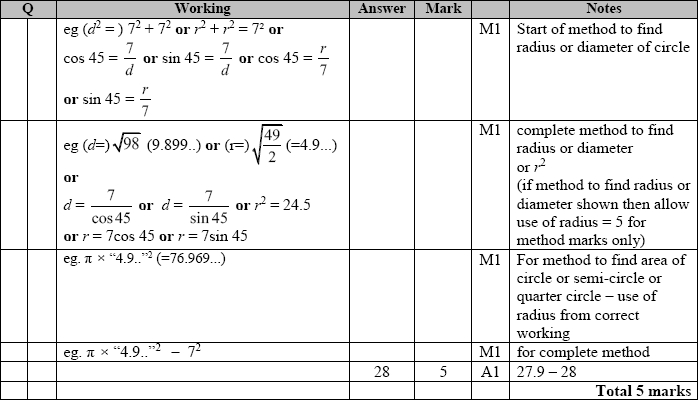 Q Working Answer Mark Notes
eg (d² = ) 7² + 7² or r² + r² = 7² or
cos 45 = 7/d or sin 45 = 7/d or cos 45 = r/7
or sin 45 = r/7
M1 Start of method to find
radius or diameter of circle
eg (d=) √98 (9.899..) or (r=) √(49/2) (=4.9...)
or
d = 7/cos 45 or d = 7/sin 45 or r² = 24.5
or r = 7cos 45 or r = 7sin 45
M1 complete method to find
radius or diameter
or r²
(if method to find radius or
diameter shown then allow
use of radius = 5 for
method marks only)
eg. π × “4.9..”² (=76.969...)
M1 For method to find area of
circle or semi-circle or
quarter circle – use of
radius from correct
working
eg. π × “4.9..”² − 7² M1 for complete method
28 5 A1 27.9 – 28
Total 5 marks